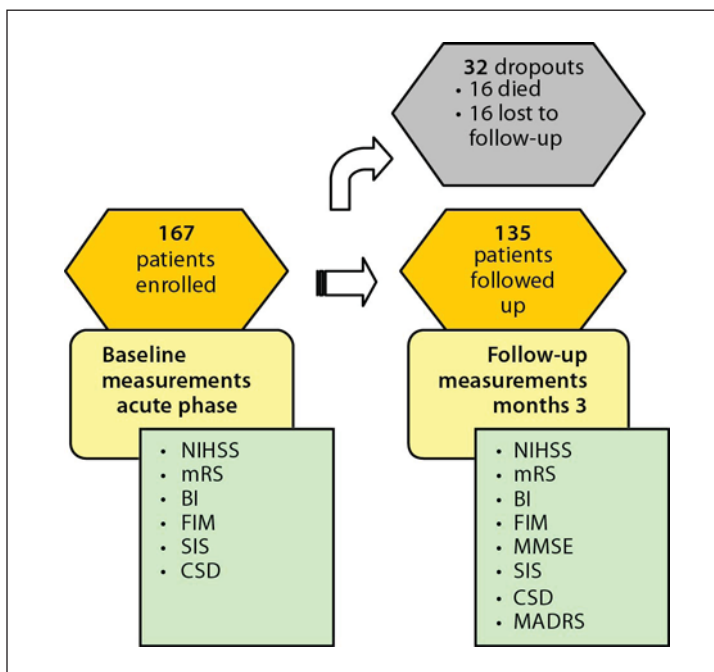 32 dropouts
• 16 died
• 16 lost to
follow-up
167
patients
enrolled
135
patients
followed
up
Baseline
measurements
acute phase
Follow-up
measurements
months 3
• NIHSS
• mRS
• BI
• FIM
• SIS
• CSD
• NIHSS
• mRS
• BI
• FIM
• MMSE
• SIS
• CSD
• MADRS